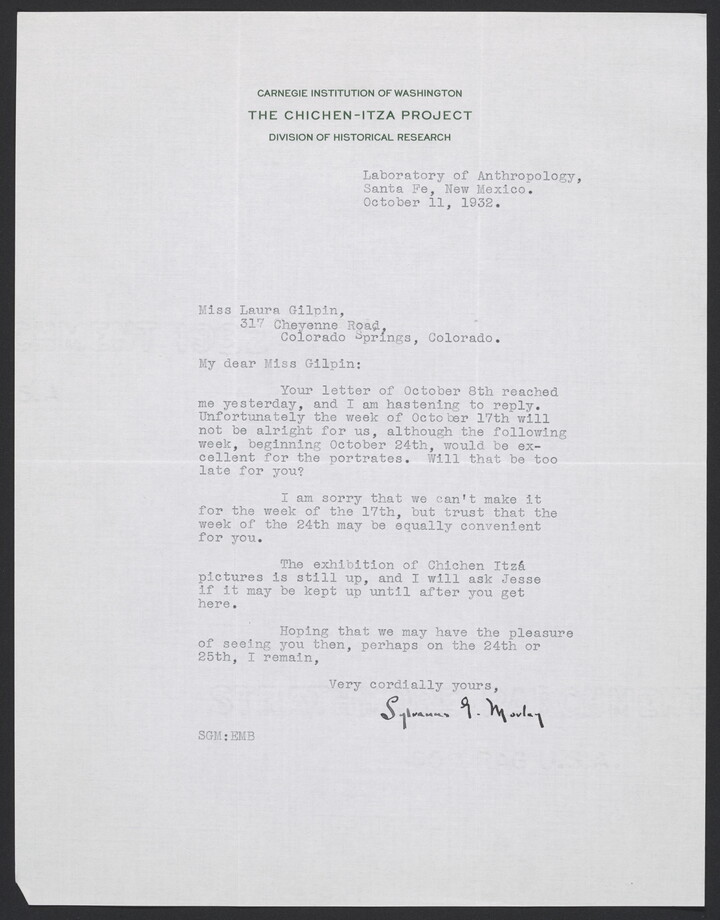 CARNEGIE INSTITUTION OF WASHINGTON
THE CHICHEN-ITZA PROJECT
DIVISION OF HISTORICAL RESEARCH
Laboratory of Anthropology,
Santa Fe, New Mexico.
October 11, 1932.
Miss Laura Gilpin,
317 Cheyenne Road,
Colorado Springs, Colorado.
My dear Miss Gilpin:
Your letter of October 8th reached
me yesterday, and I am hastening to reply.
Unfortunately the week of October 17th will
not be alright for us, although the following
week, beginning October 24th, would be ex-
cellent for the portrates. Will that be too
late for you?
I am sorry that we can't make it
for the week of the 17th, but trust that the
week of the 24th may be equally convenient
for you.
The exhibition of Chichen Itzá
pictures is still up, and I will ask Jesse
if it may be kept up until after you get
here.
Hoping that we may have the pleasure
of seeing you then, perhaps on the 24th or
25th, I remain,
Very cordially yours,
Sylvanus G. Morley
SGM:EMB